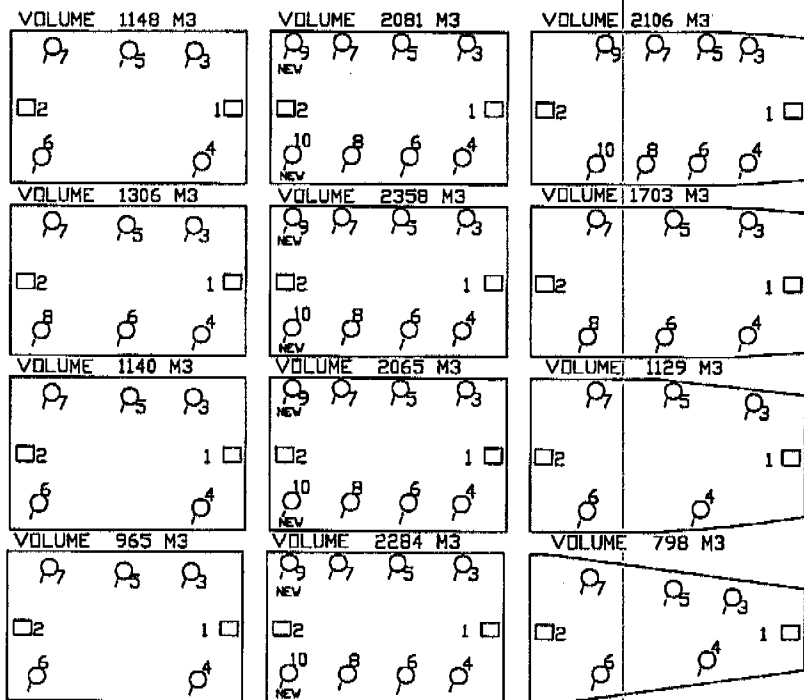 VOLUME 1148 M3
7 5 3
2 1
6 4
VOLUME 2081 M3
9 7 5 3
NEW
2 1
10 8 6 4
NEW
VOLUME 2106 M3
9 7 5 3
2 1
10 8 6 4
VOLUME 1306 M3
7 5 3
2 1
8 6 4
VOLUME 2358 M3
9 7 5 3
NEW
2 1
10 8 6 4
NEW
VOLUME 1703 M3
7 5 3
2 1
8 6 4
VOLUME 1140 M3
7 5 3
2 1
6 4
VOLUME 2065 M3
9 7 5 3
NEW
2 1
10 8 6 4
NEW
VOLUME 1129 M3
7 5 3
2 1
6 4
VOLUME 965 M3
7 5 3
2 1
6 4
VOLUME 2284 M3
9 7 5 3
NEW
2 1
10 8 6 4
NEW
VOLUME 798 M3
7 5 3
2 1
6 4